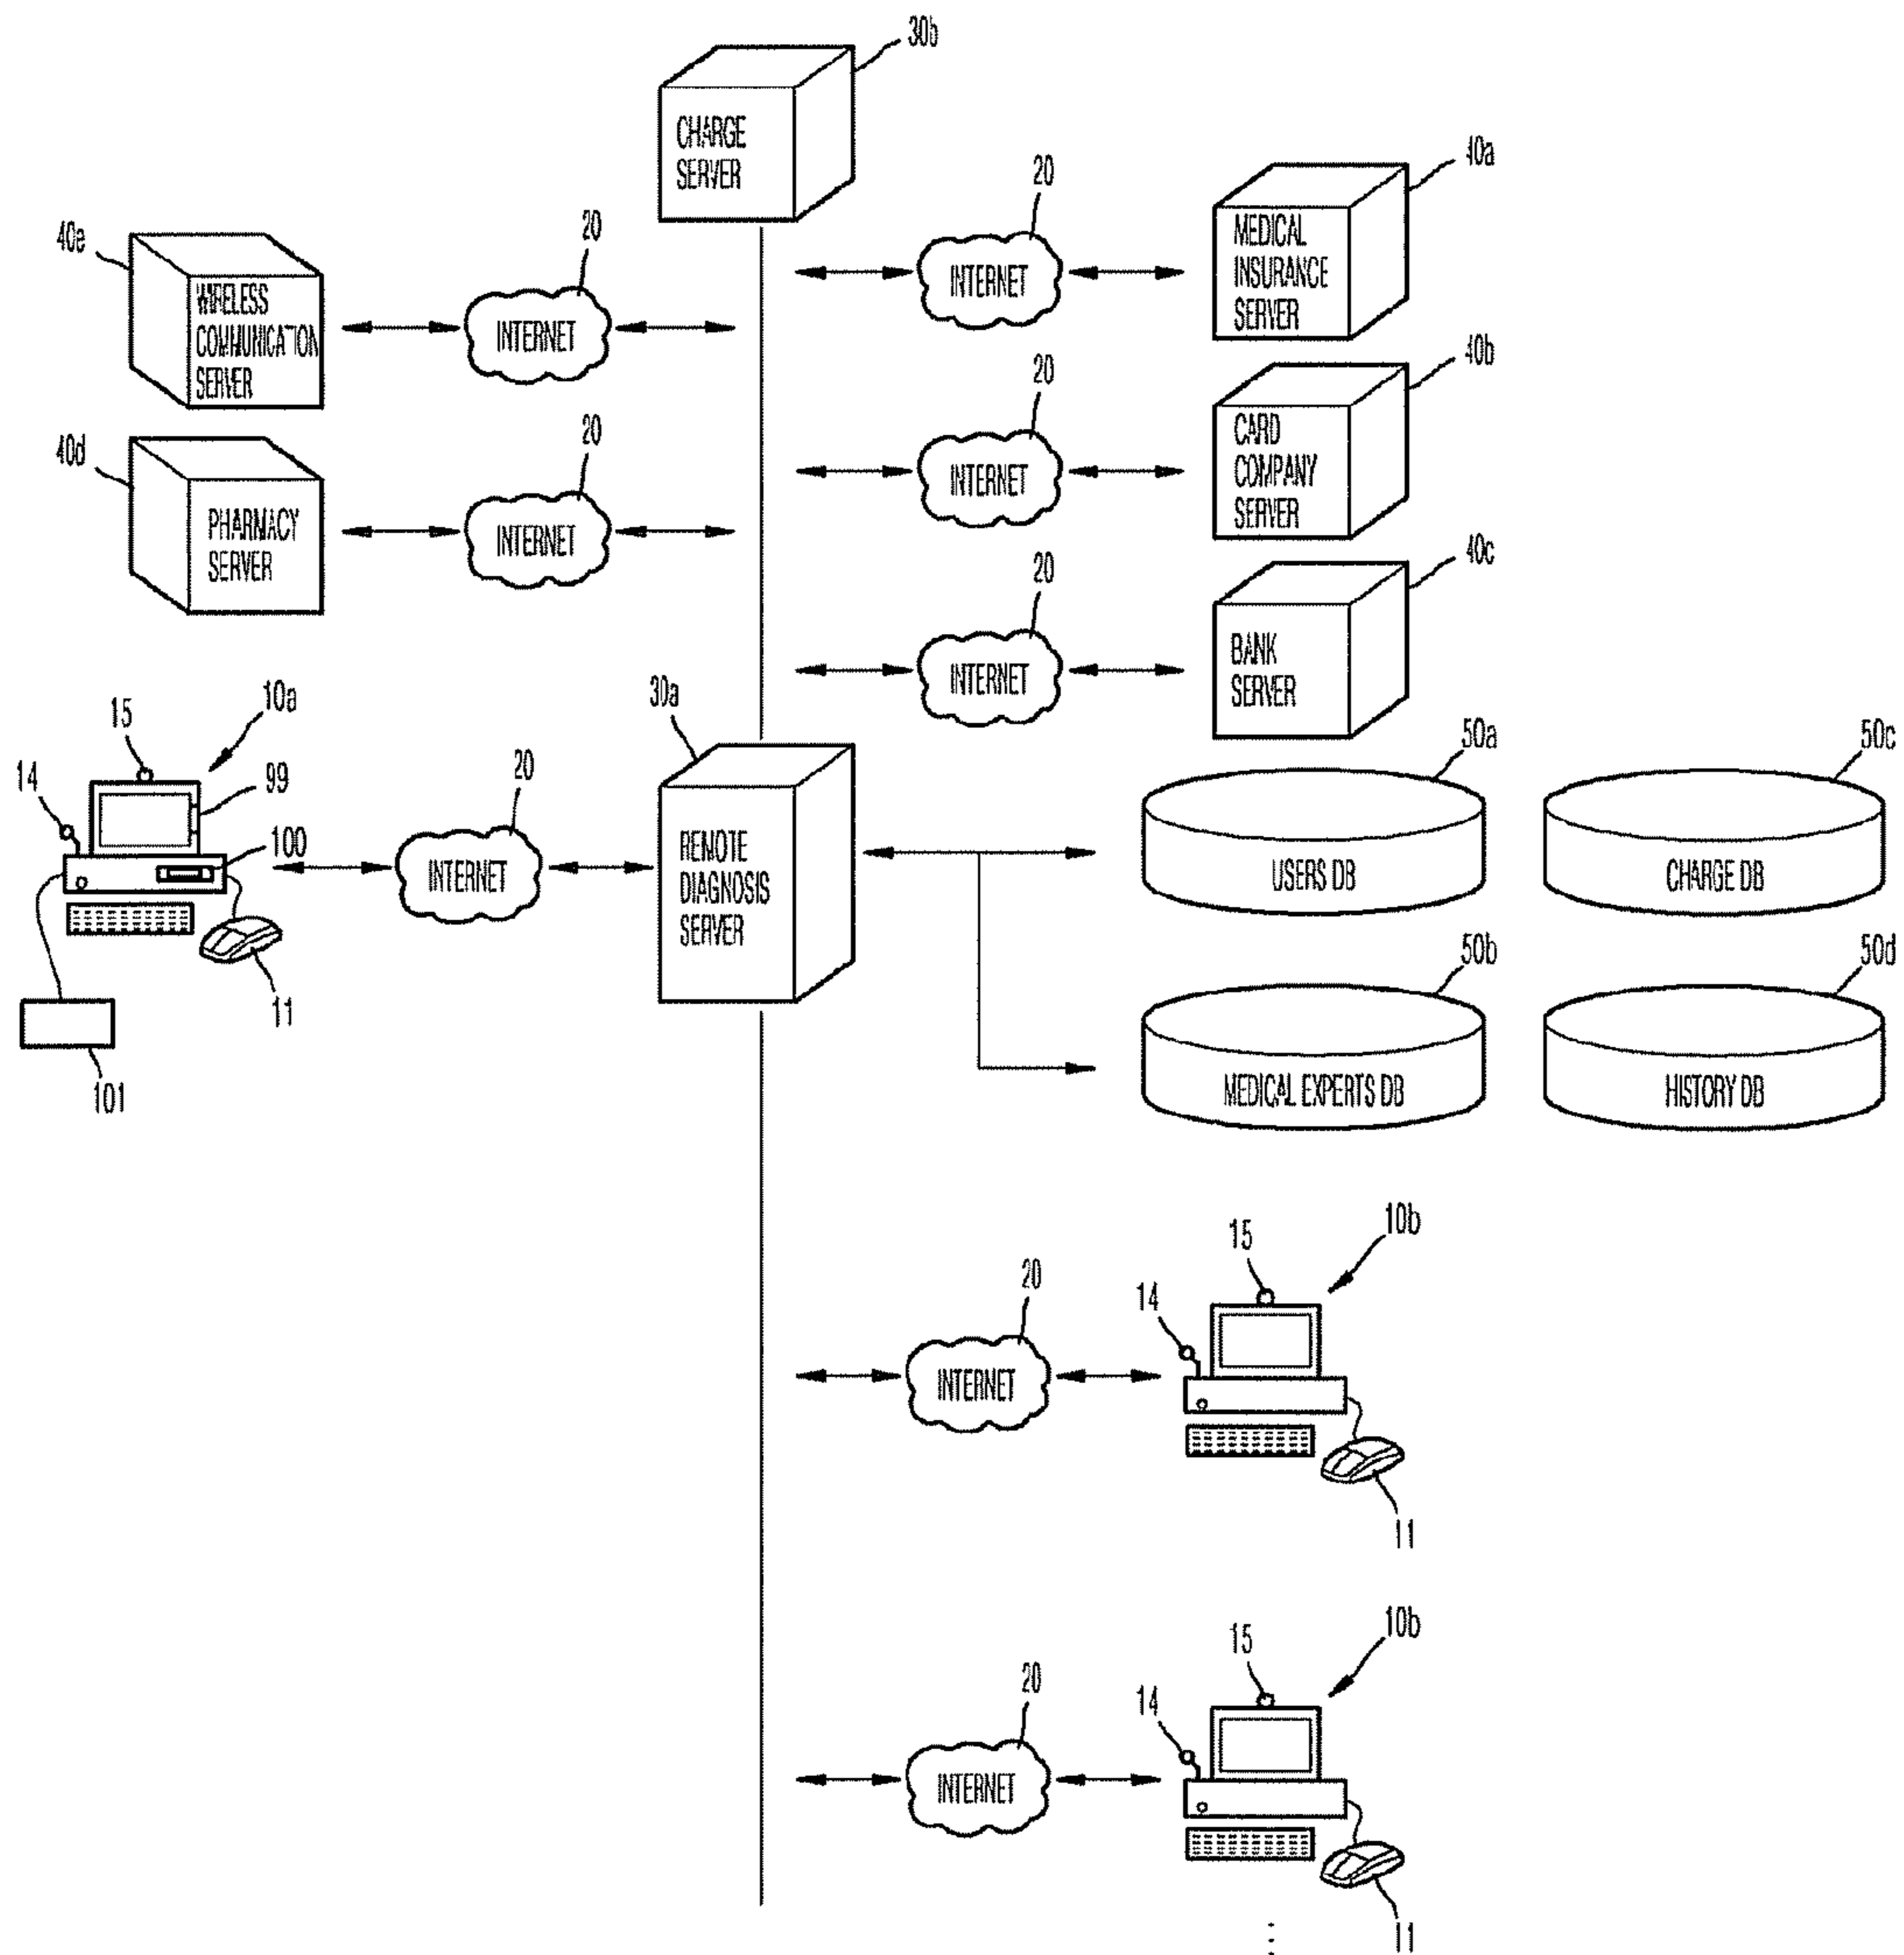 30b
CHARGE
SERVER
40a
20
MEDICAL
INSURANCE
SERVER
INTERNET
40e
20
WIRELESS
COMMUNICATION
SERVER
INTERNET
40b
20
CARD
COMPANY
SERVER
INTERNET
40d
20
PHARMACY
SERVER
INTERNET
40c
20
BANK
SERVER
INTERNET
10a
15
14
99
100
20
INTERNET
11
101
30a
REMOTE
DIAGNOSIS
SERVER
50a
USERS DB
50c
CHARGE DB
50b
MEDICAL EXPERTS DB
50d
HISTORY DB
20
INTERNET
15
10b
14
11
20
INTERNET
15
10b
14
11